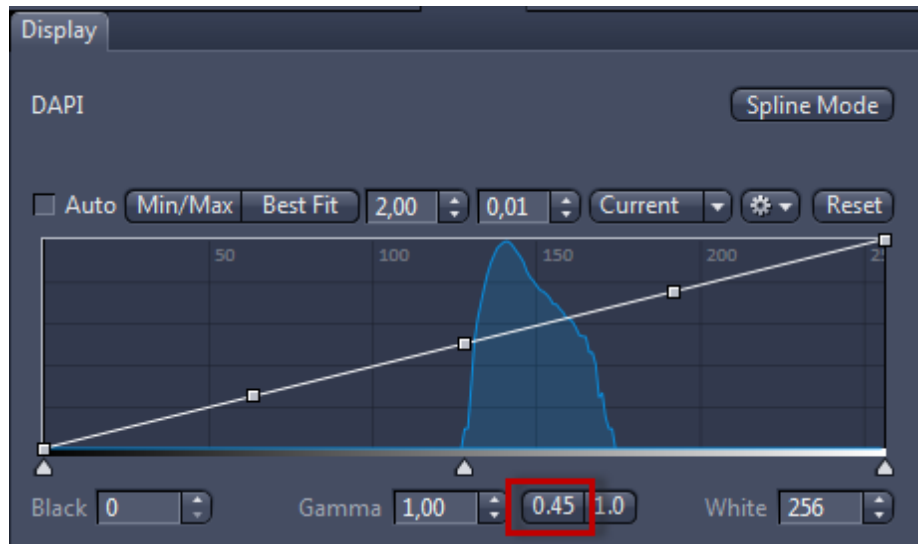 Display
DAPI Spline Mode
Auto Min/Max Best Fit 2,00 0,01 Current Reset
50 100 150 200
Black 0 Gamma 1,00 0.45 1.0 White 256